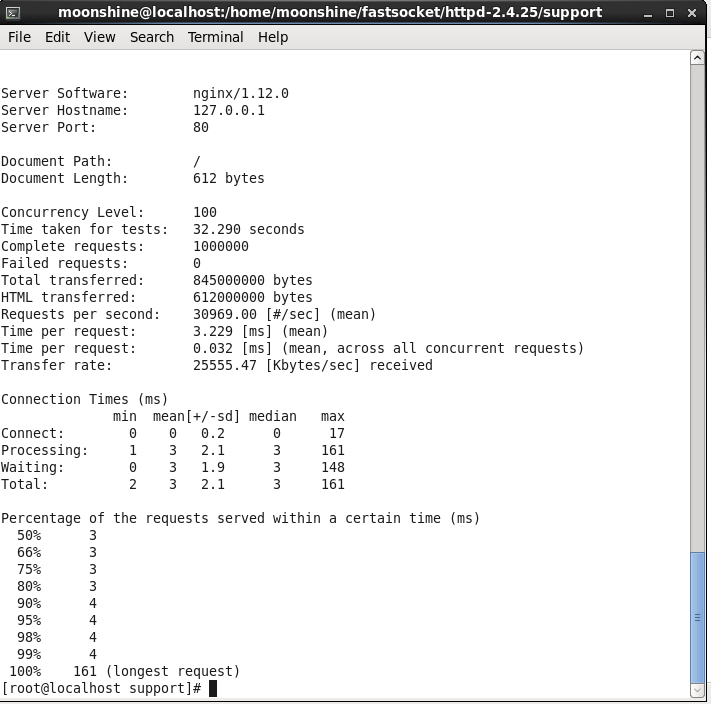 moonshine@localhost:/home/moonshine/fastsocket/httpd-2.4.25/support
File Edit View Search Terminal Help
Server Software:        nginx/1.12.0
Server Hostname:        127.0.0.1
Server Port:            80
Document Path:          /
Document Length:        612 bytes
Concurrency Level:      100
Time taken for tests:   32.290 seconds
Complete requests:      1000000
Failed requests:        0
Total transferred:      845000000 bytes
HTML transferred:       612000000 bytes
Requests per second:    30969.00 [#/sec] (mean)
Time per request:       3.229 [ms] (mean)
Time per request:       0.032 [ms] (mean, across all concurrent requests)
Transfer rate:          25555.47 [Kbytes/sec] received
Connection Times (ms)
              min  mean[+/-sd] median   max
Connect:        0    0   0.2      0      17
Processing:     1    3   2.1      3     161
Waiting:        0    3   1.9      3     148
Total:          2    3   2.1      3     161
Percentage of the requests served within a certain time (ms)
  50%      3
  66%      3
  75%      3
  80%      3
  90%      4
  95%      4
  98%      4
  99%      4
 100%    161 (longest request)
[root@localhost support]#